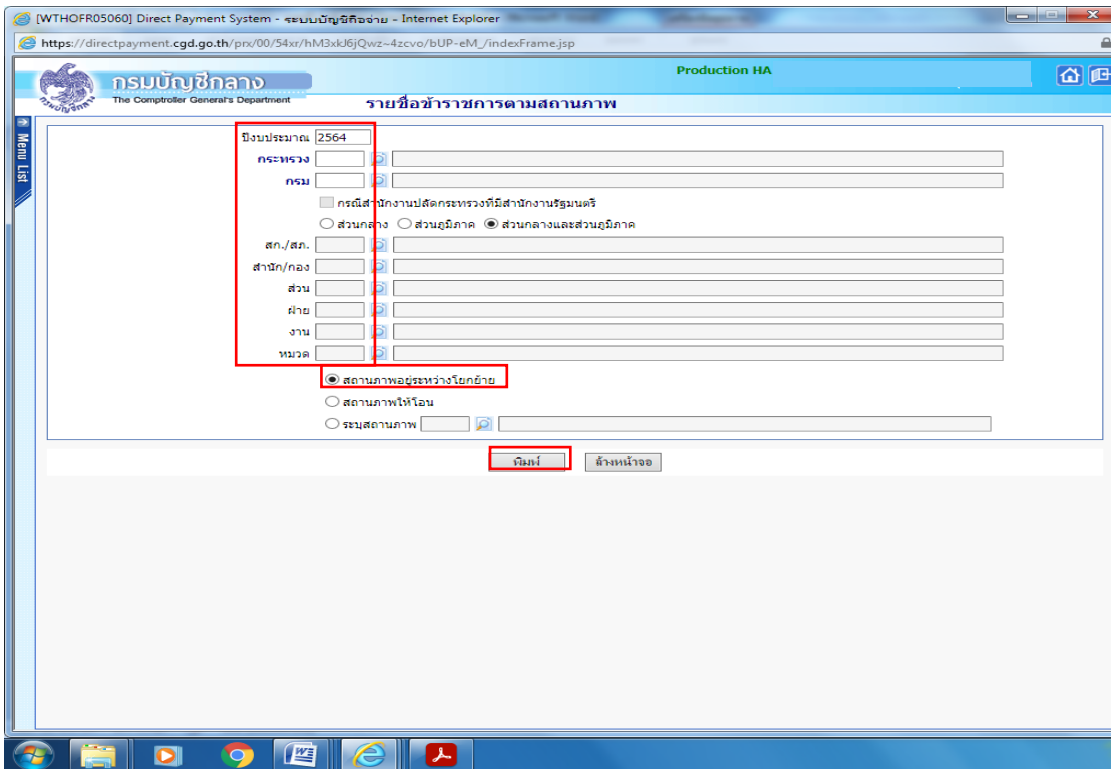 [WTHOFR05060] Direct Payment System - ระบบบัญชีถือจ่าย - Internet Explorer
https://directpayment.cgd.go.th/prx/00/54xr/hM3xkJ6jQwz~4zcvo/bUP-eM_/indexFrame.jsp
Production HA
กรมบัญชีกลาง
The Comptroller General's Department
รายชื่อข้าราชการตามสถานภาพ
Menu List
ปีงบประมาณ 2564
กระทรวง
กรม
กรณีสำนักงานปลัดกระทรวงที่มีสำนักงานรัฐมนตรี
ส่วนกลาง ส่วนภูมิภาค ส่วนกลางและส่วนภูมิภาค
สก./สภ.
สำนัก/กอง
ส่วน
ฝ่าย
งาน
หมวด
สถานภาพอยู่ระหว่างโยกย้าย
สถานภาพให้โอน
ระบุสถานภาพ
พิมพ์ ล้างหน้าจอ